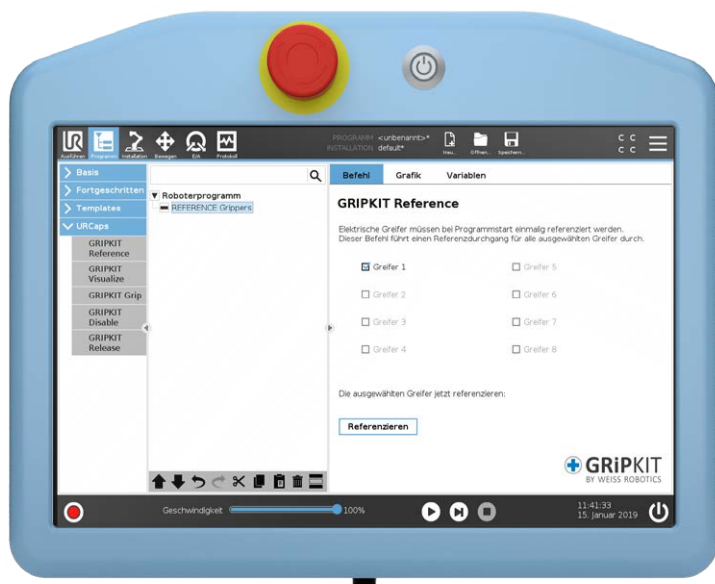 UR
Ausführen Programm Installation Bewegen E/A Protokoll
PROGRAMM <unbenannt>*
INSTALLATION default*
Neu... Öffnen... Speichern...
C C
C C
Basis
Fortgeschritten
Templates
URCaps
GRIPKIT
Reference
GRIPKIT
Visualize
GRIPKIT Grip
GRIPKIT
Disable
GRIPKIT
Release
Roboterprogramm
REFERENCE Grippers
Befehl Grafik Variablen
GRIPKIT Reference
Elektrische Greifer müssen bei Programmstart einmalig referenziert werden.
Dieser Befehl führt einen Referenzdurchgang für alle ausgewählten Greifer durch.
Greifer 1 Greifer 5
Greifer 2 Greifer 6
Greifer 3 Greifer 7
Greifer 4 Greifer 8
Die ausgewählten Greifer jetzt referenzieren:
Referenzieren
GRiPKIT
BY WEISS ROBOTICS
Geschwindigkeit 100%
11:41:33
15. Januar 2019